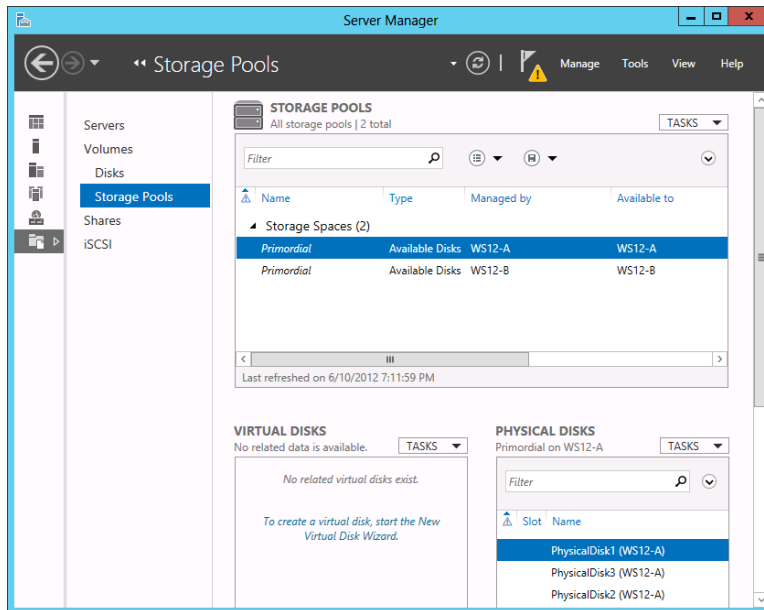 Server Manager
Storage Pools
Manage Tools View Help
Servers
Volumes
Disks
Storage Pools
Shares
iSCSI
STORAGE POOLS
All storage pools | 2 total
TASKS
Filter
Name Type Managed by Available to
Storage Spaces (2)
Primordial Available Disks WS12-A WS12-A
Primordial Available Disks WS12-B WS12-B
Last refreshed on 6/10/2012 7:11:59 PM
VIRTUAL DISKS
No related data is available.
TASKS
No related virtual disks exist.
To create a virtual disk, start the New
Virtual Disk Wizard.
PHYSICAL DISKS
Primordial on WS12-A
TASKS
Filter
Slot Name
PhysicalDisk1 (WS12-A)
PhysicalDisk3 (WS12-A)
PhysicalDisk2 (WS12-A)